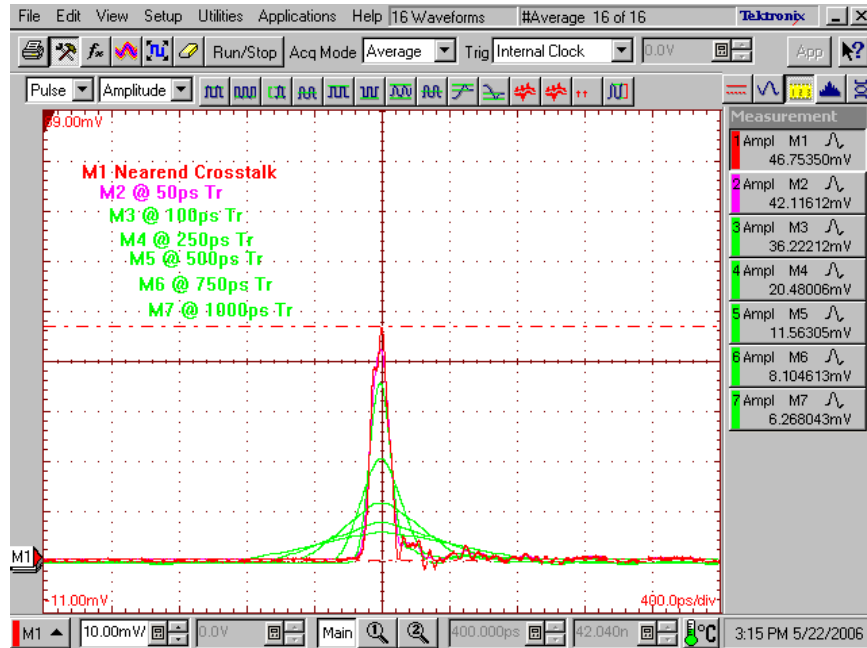 File Edit View Setup Utilities Applications Help 16 Waveforms #Average 16 of 16 Tektronix
Run/Stop Acq Mode Average Trig Internal Clock 0.0V App
Pulse Amplitude
Measurement
1 Ampl M1
46.75350mV
2 Ampl M2
42.11612mV
3 Ampl M3
36.22212mV
4 Ampl M4
20.48006mV
5 Ampl M5
11.56305mV
6 Ampl M6
8.104613mV
7 Ampl M7
6.268043mV
M1 Nearend Crosstalk
M2 @ 50ps Tr
M3 @ 100ps Tr
M4 @ 250ps Tr
M5 @ 500ps Tr
M6 @ 750ps Tr
M7 @ 1000ps Tr
M1
-11.00mV
400.0ps/div
M1 10.00mV/ 0.0V Main 1 2 400.000ps 42.040n °C 3:15 PM 5/22/2006